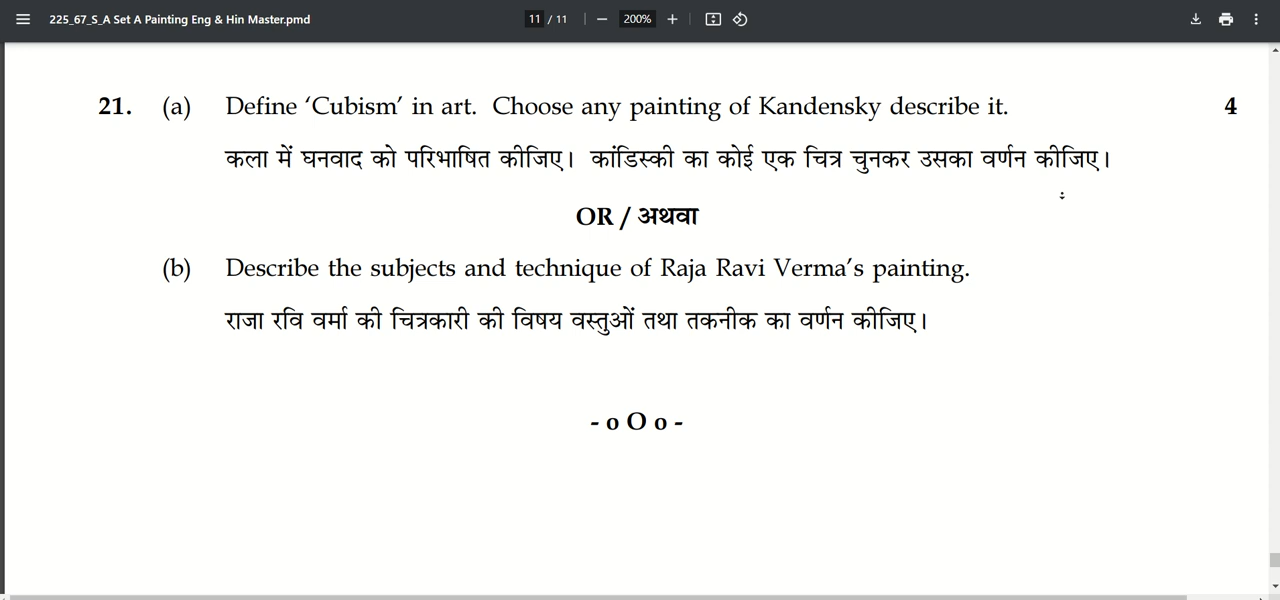 225_67_S_A Set A Painting Eng & Hin Master.pmd 11 / 11 200%
21. (a) Define ‘Cubism’ in art. Choose any painting of Kandensky describe it. 4
कला में घनवाद को परिभाषित कीजिए। कांडिस्की का कोई एक चित्र चुनकर उसका वर्णन कीजिए।
OR / अथवा
(b) Describe the subjects and technique of Raja Ravi Verma’s painting.
राजा रवि वर्मा की चित्रकारी की विषय वस्तुओं तथा तकनीक का वर्णन कीजिए।
- o O o -